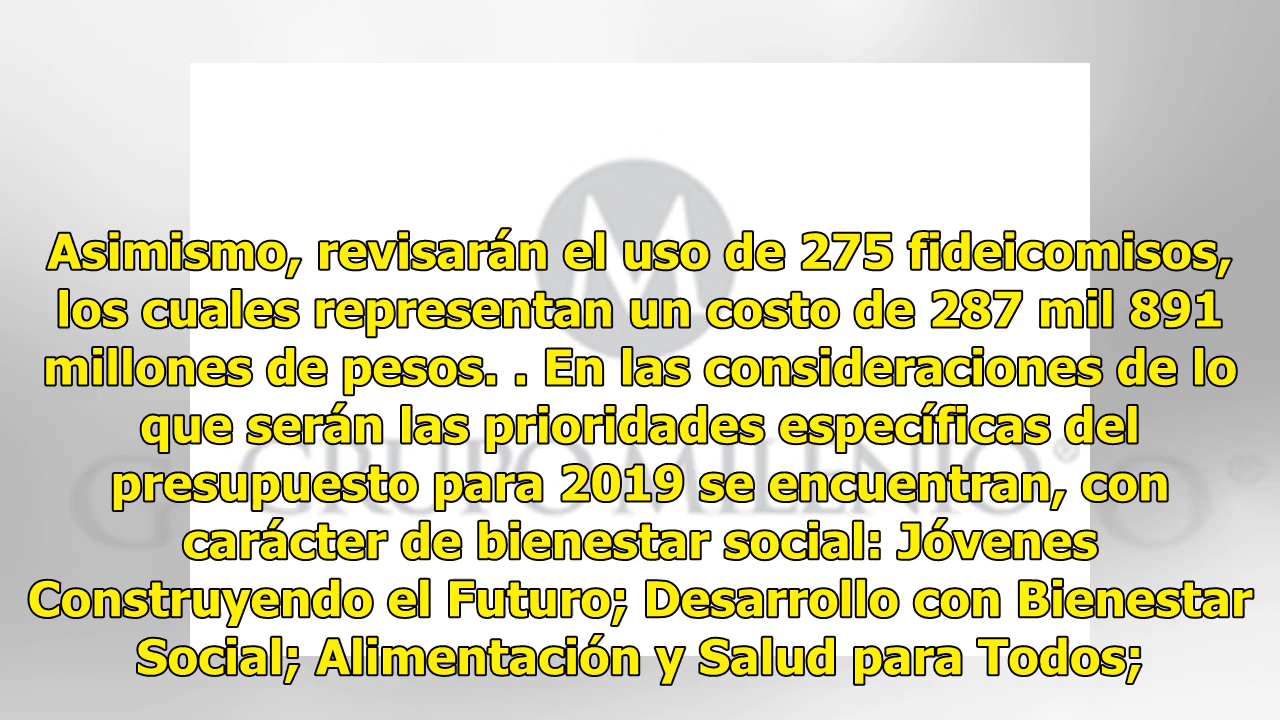 M
Asimismo, revisarán el uso de 275 fideicomisos,
los cuales representan un costo de 287 mil 891
millones de pesos. . En las consideraciones de lo
que serán las prioridades específicas del
GRUPO MILENIO®
presupuesto para 2019 se encuentran, con
carácter de bienestar social: Jóvenes
Construyendo el Futuro; Desarrollo con Bienestar
Social; Alimentación y Salud para Todos;